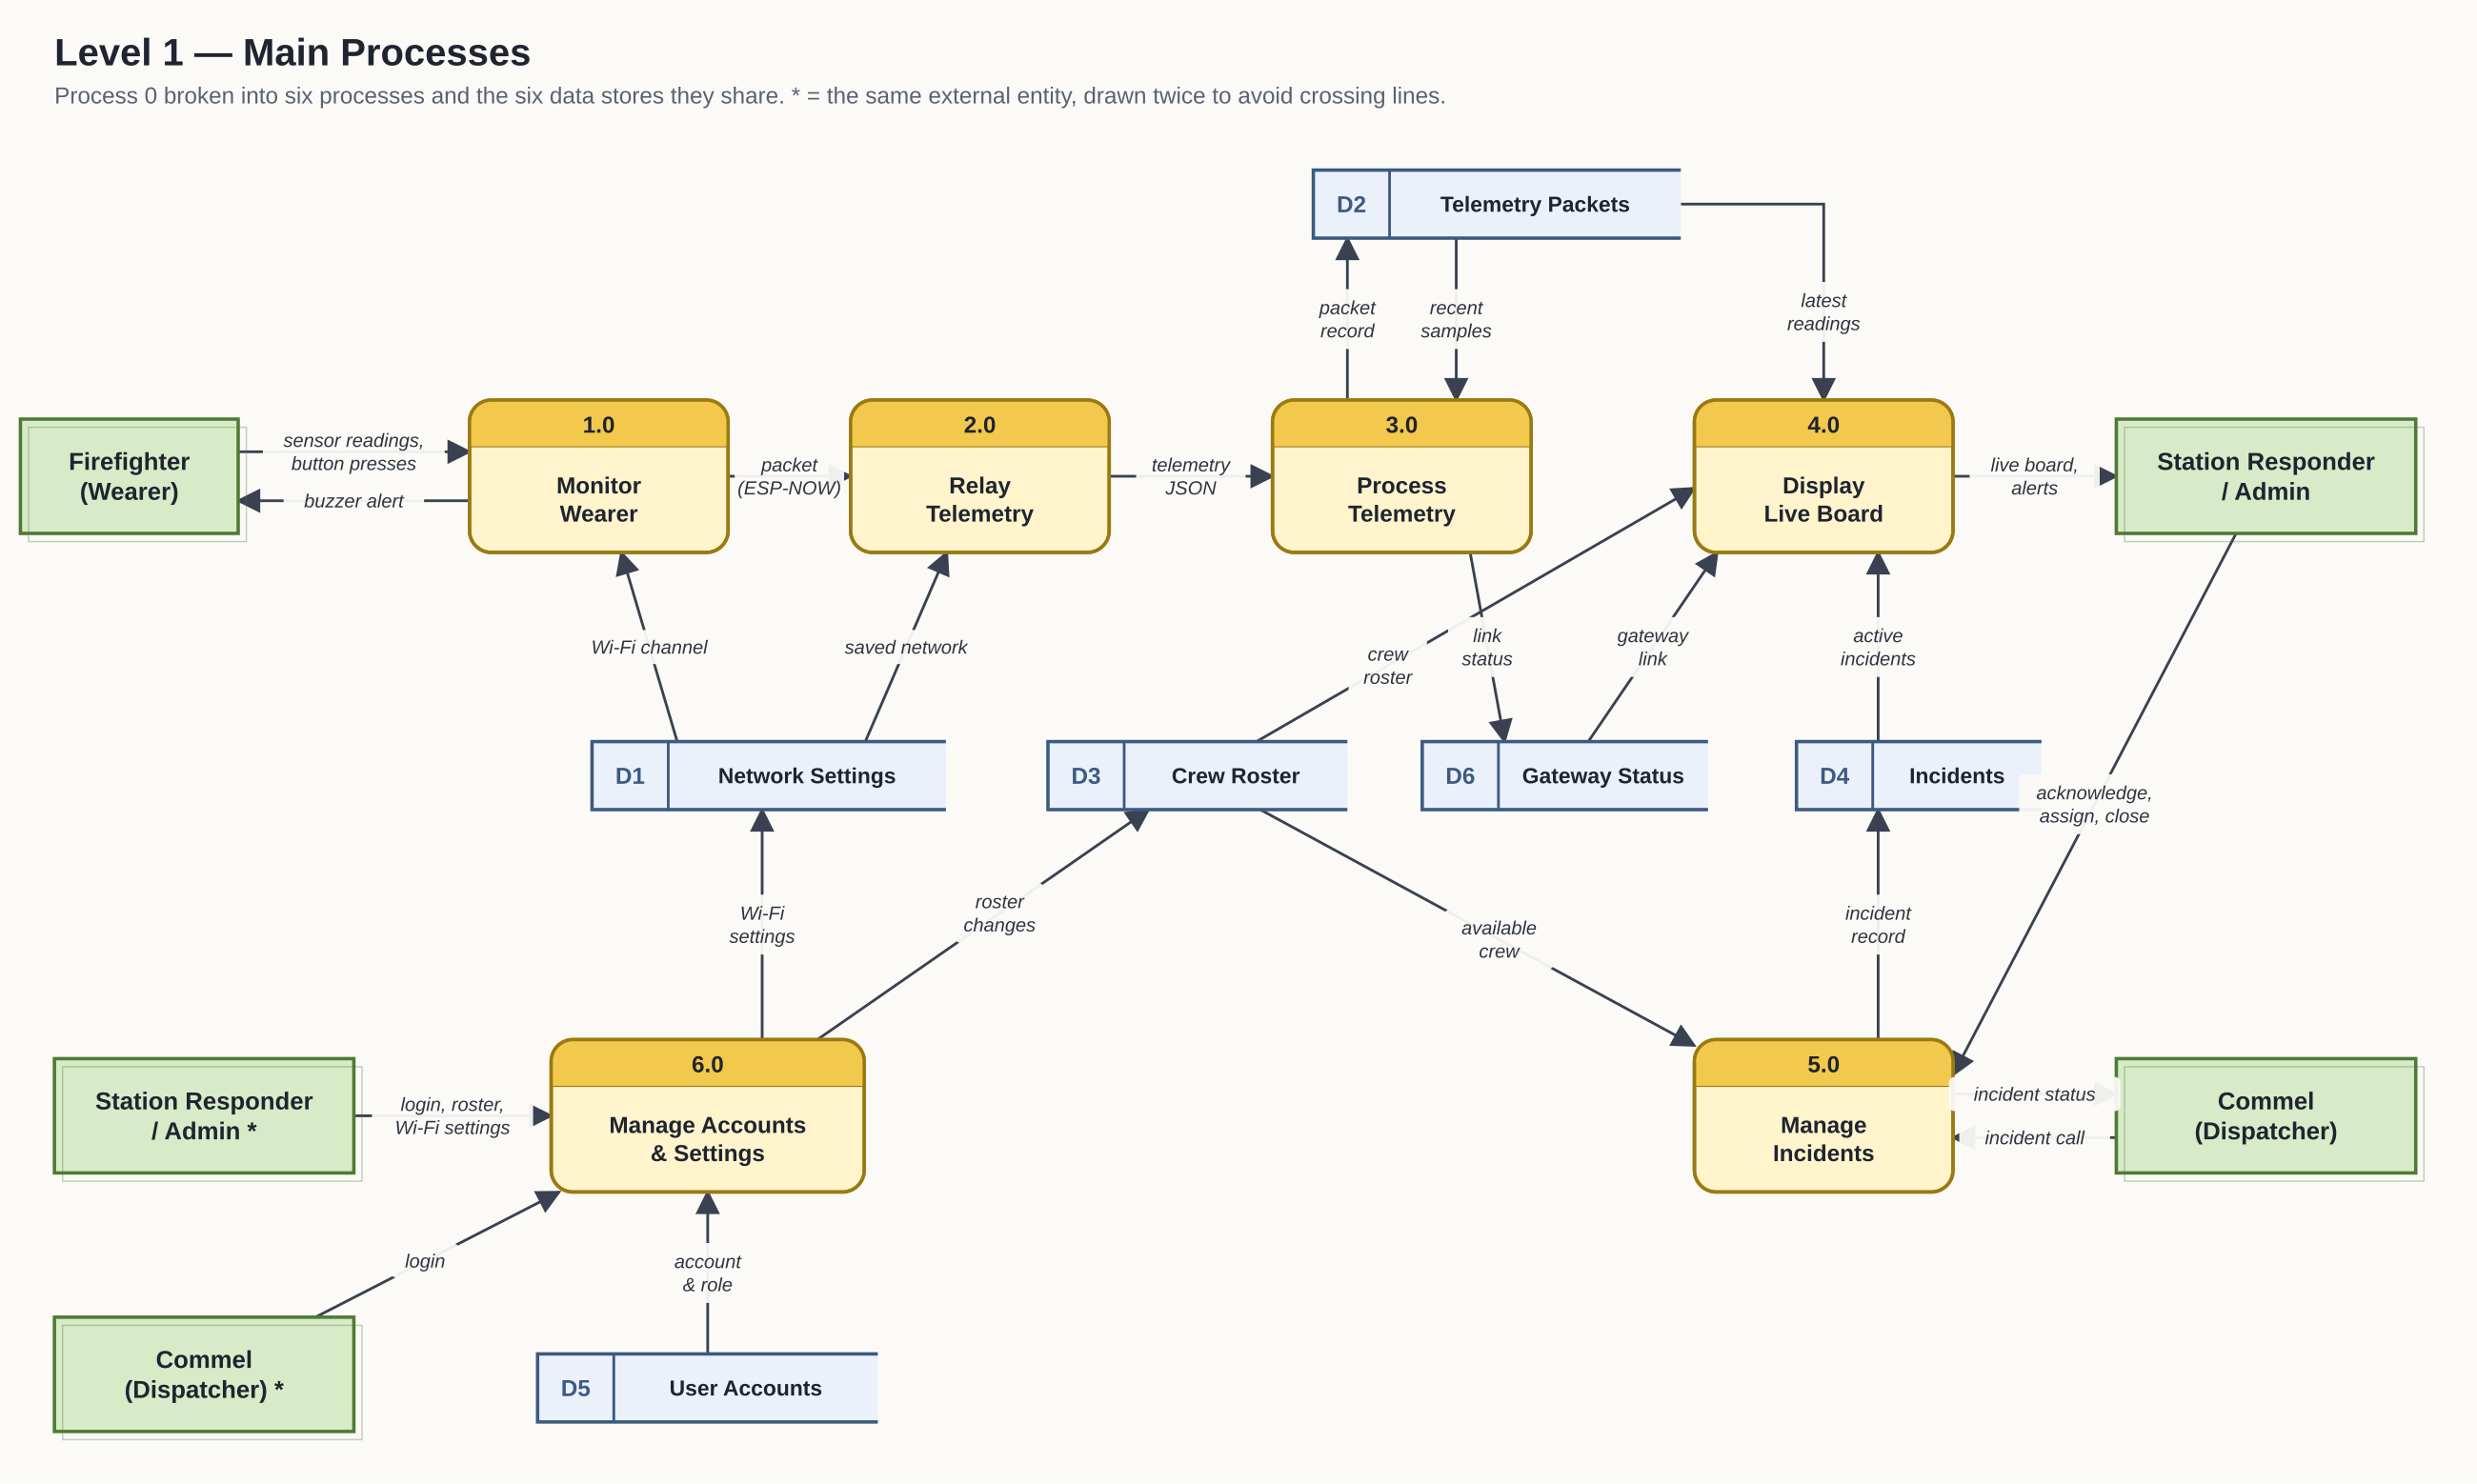 Level 1 — Main Processes
Process 0 broken into six processes and the six data stores they share. * = the same external entity, drawn twice to avoid crossing lines.
D2
Telemetry Packets
packet
record
recent
samples
latest
readings
Firefighter
(Wearer)
sensor readings,
button presses
buzzer alert
1.0
Monitor
Wearer
packet
(ESP-NOW)
2.0
Relay
Telemetry
telemetry
JSON
3.0
Process
Telemetry
4.0
Display
Live Board
live board,
alerts
Station Responder
/ Admin
Wi-Fi channel
saved network
crew
roster
link
status
gateway
link
active
incidents
D1
Network Settings
D3
Crew Roster
D6
Gateway Status
D4
Incidents
acknowledge,
assign, close
Wi-Fi
settings
roster
changes
available
crew
incident
record
Station Responder
/ Admin *
login, roster,
Wi-Fi settings
6.0
Manage Accounts
& Settings
5.0
Manage
Incidents
incident status
incident call
Commel
(Dispatcher)
login
account
& role
Commel
(Dispatcher) *
D5
User Accounts